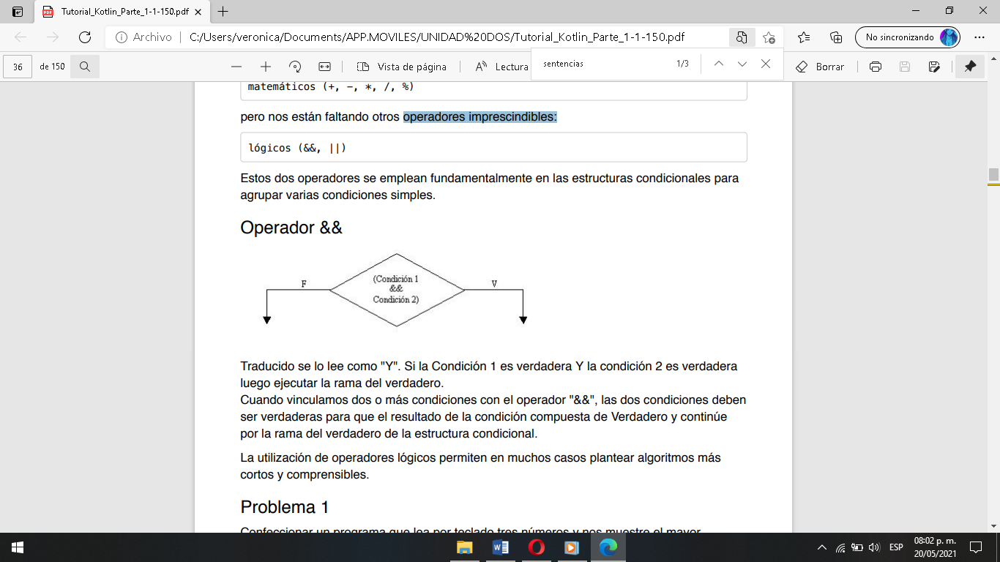 Tutorial_Kotlin_Parte_1-1-150.pdf
Archivo
C:/Users/veronica/Documents/APP.MOVILES/UNIDAD%20DOS/Tutorial_Kotlin_Parte_1-1-150.pdf
No sincronizando
36
de 150
Vista de página
Lectura
sentencias
1/3
Borrar
matemáticos (+, -, *, /, %)
pero nos están faltando otros operadores imprescindibles:
lógicos (&&, ||)
Estos dos operadores se emplean fundamentalmente en las estructuras condicionales para
agrupar varias condiciones simples.
Operador &&
F
(Condición 1
&&
Condición 2)
V
Traducido se lo lee como "Y". Si la Condición 1 es verdadera Y la condición 2 es verdadera
luego ejecutar la rama del verdadero.
Cuando vinculamos dos o más condiciones con el operador "&&", las dos condiciones deben
ser verdaderas para que el resultado de la condición compuesta de Verdadero y continúe
por la rama del verdadero de la estructura condicional.
La utilización de operadores lógicos permiten en muchos casos plantear algoritmos más
cortos y comprensibles.
Problema 1
Confeccionar un programa que lea por teclado tres números y nos muestre el mayor.
ESP
08:02 p. m.
20/05/2021